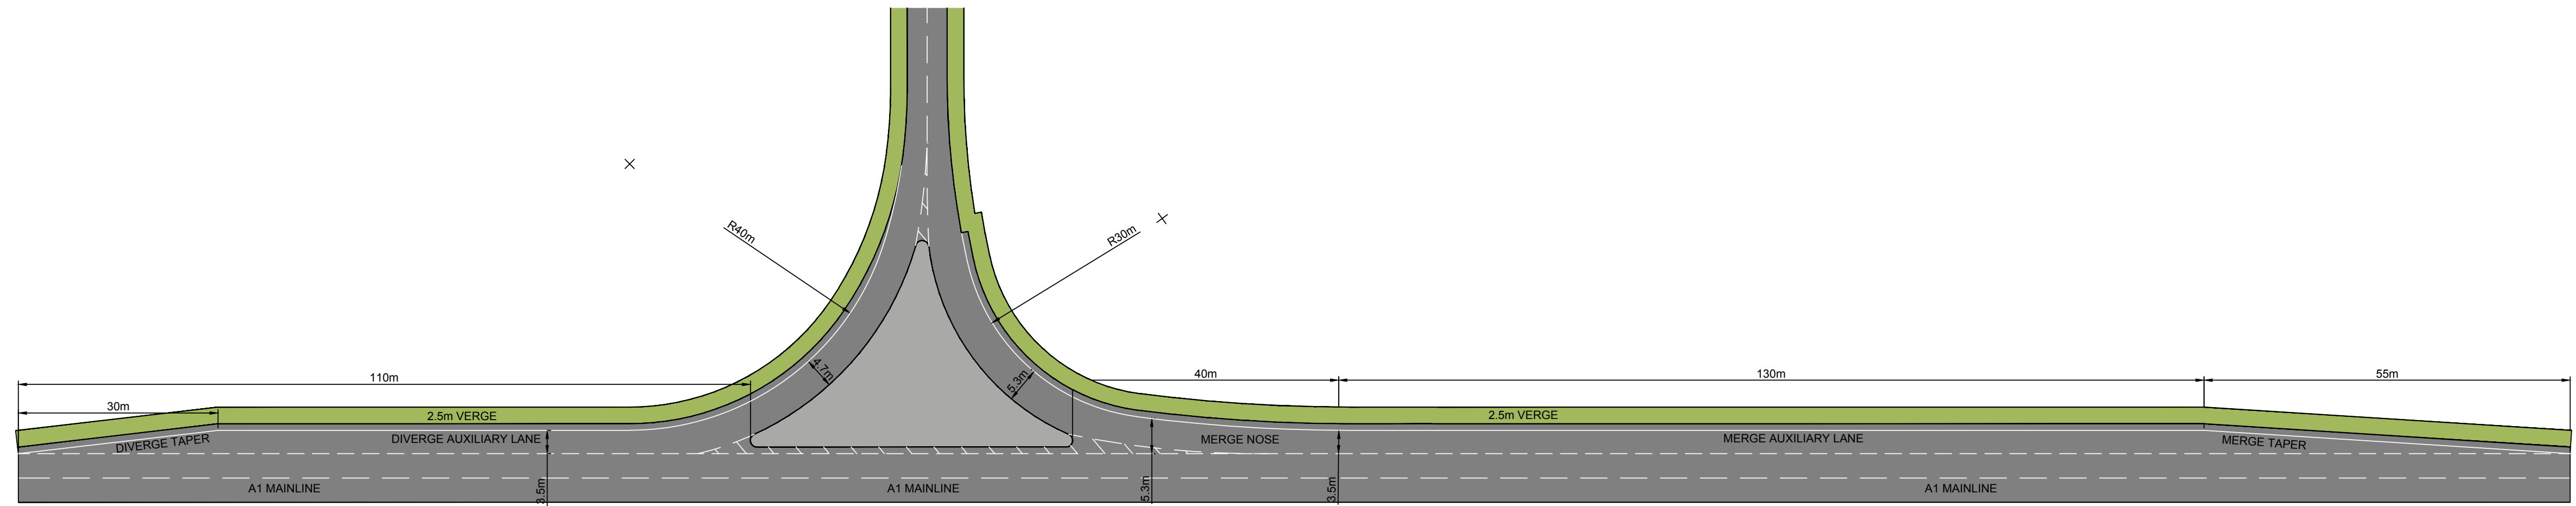 R40m
R30m
4.7m
5.3m
110m
40m
130m
55m
30m
2.5m VERGE
2.5m VERGE
DIVERGE TAPER
DIVERGE AUXILIARY LANE
MERGE NOSE
MERGE AUXILIARY LANE
MERGE TAPER
A1 MAINLINE
3.5m
A1 MAINLINE
5.3m
3.5m
A1 MAINLINE